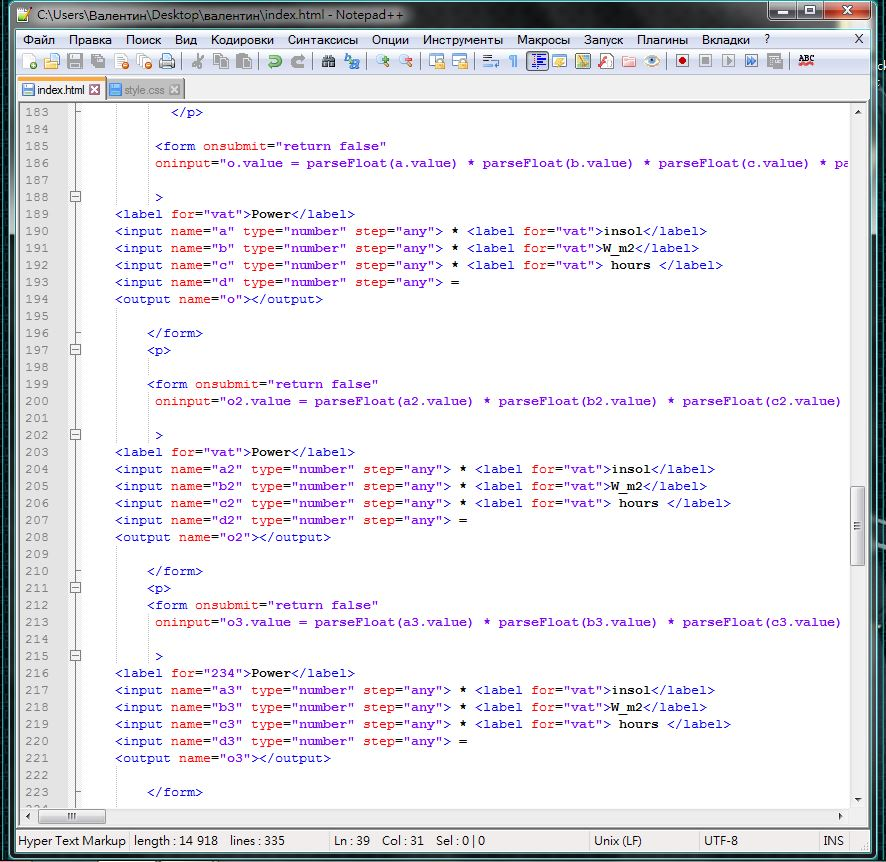 C:\Users\Валентин\Desktop\валентин\index.html - Notepad++
Файл Правка Поиск Вид Кодировки Синтаксисы Опции Инструменты Макросы Запуск Плагины Вкладки ? X
ABC
index.html style.css
183 </p>
184
185 <form onsubmit="return false"
186 oninput="o.value = parseFloat(a.value) * parseFloat(b.value) * parseFloat(c.value) * pa
187
188 >
189 <label for="vat">Power</label>
190 <input name="a" type="number" step="any"> * <label for="vat">insol</label>
191 <input name="b" type="number" step="any"> * <label for="vat">W_m2</label>
192 <input name="c" type="number" step="any"> * <label for="vat"> hours </label>
193 <input name="d" type="number" step="any"> =
194 <output name="o"></output>
195
196 </form>
197 <p>
198
199 <form onsubmit="return false"
200 oninput="o2.value = parseFloat(a2.value) * parseFloat(b2.value) * parseFloat(c2.value)
201
202 >
203 <label for="vat">Power</label>
204 <input name="a2" type="number" step="any"> * <label for="vat">insol</label>
205 <input name="b2" type="number" step="any"> * <label for="vat">W_m2</label>
206 <input name="c2" type="number" step="any"> * <label for="vat"> hours </label>
207 <input name="d2" type="number" step="any"> =
208 <output name="o2"></output>
209
210 </form>
211 <p>
212 <form onsubmit="return false"
213 oninput="o3.value = parseFloat(a3.value) * parseFloat(b3.value) * parseFloat(c3.value)
214
215 >
216 <label for="234">Power</label>
217 <input name="a3" type="number" step="any"> * <label for="vat">insol</label>
218 <input name="b3" type="number" step="any"> * <label for="vat">W_m2</label>
219 <input name="c3" type="number" step="any"> * <label for="vat"> hours </label>
220 <input name="d3" type="number" step="any"> =
221 <output name="o3"></output>
222
223 </form>
Hyper Text Markup length : 14 918 lines : 335 Ln : 39 Col : 31 Sel : 0 | 0 Unix (LF) UTF-8 INS